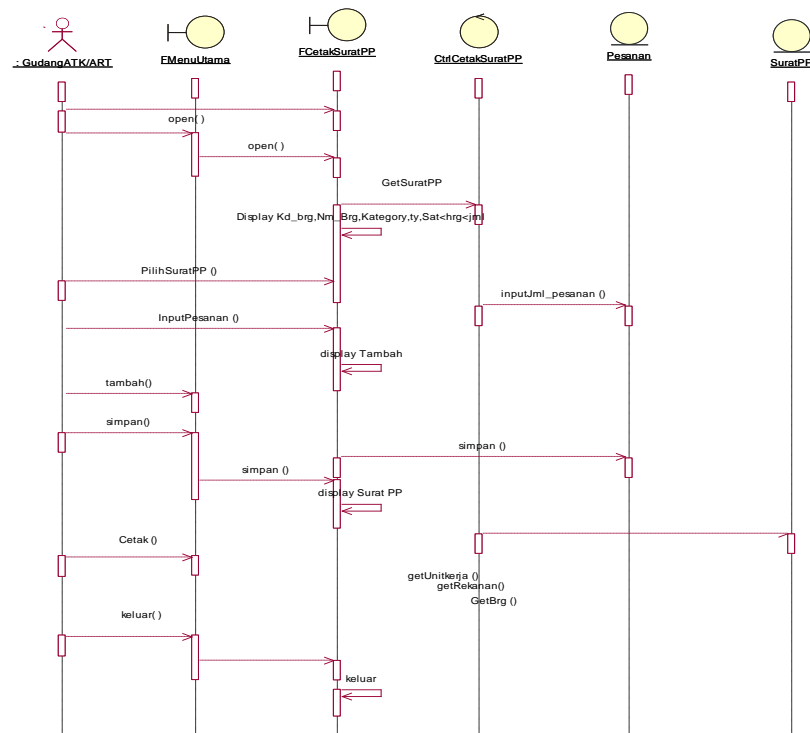 : GudangATK/ART
FMenuUtama
FCetakSuratPP
CtrlCetakSuratPP
Pesanan
SuratPP
open( )
open( )
GetSuratPP
Display Kd_brg,Nm_Brg,Kategory,ty,Sat<hrg<jml
PilihSuratPP ()
inputJml_pesanan ()
InputPesanan ()
display Tambah
tambah()
simpan()
simpan ()
simpan ()
display Surat PP
Cetak ()
getUnitkerja ()
getRekanan()
GetBrg ()
keluar( )
keluar